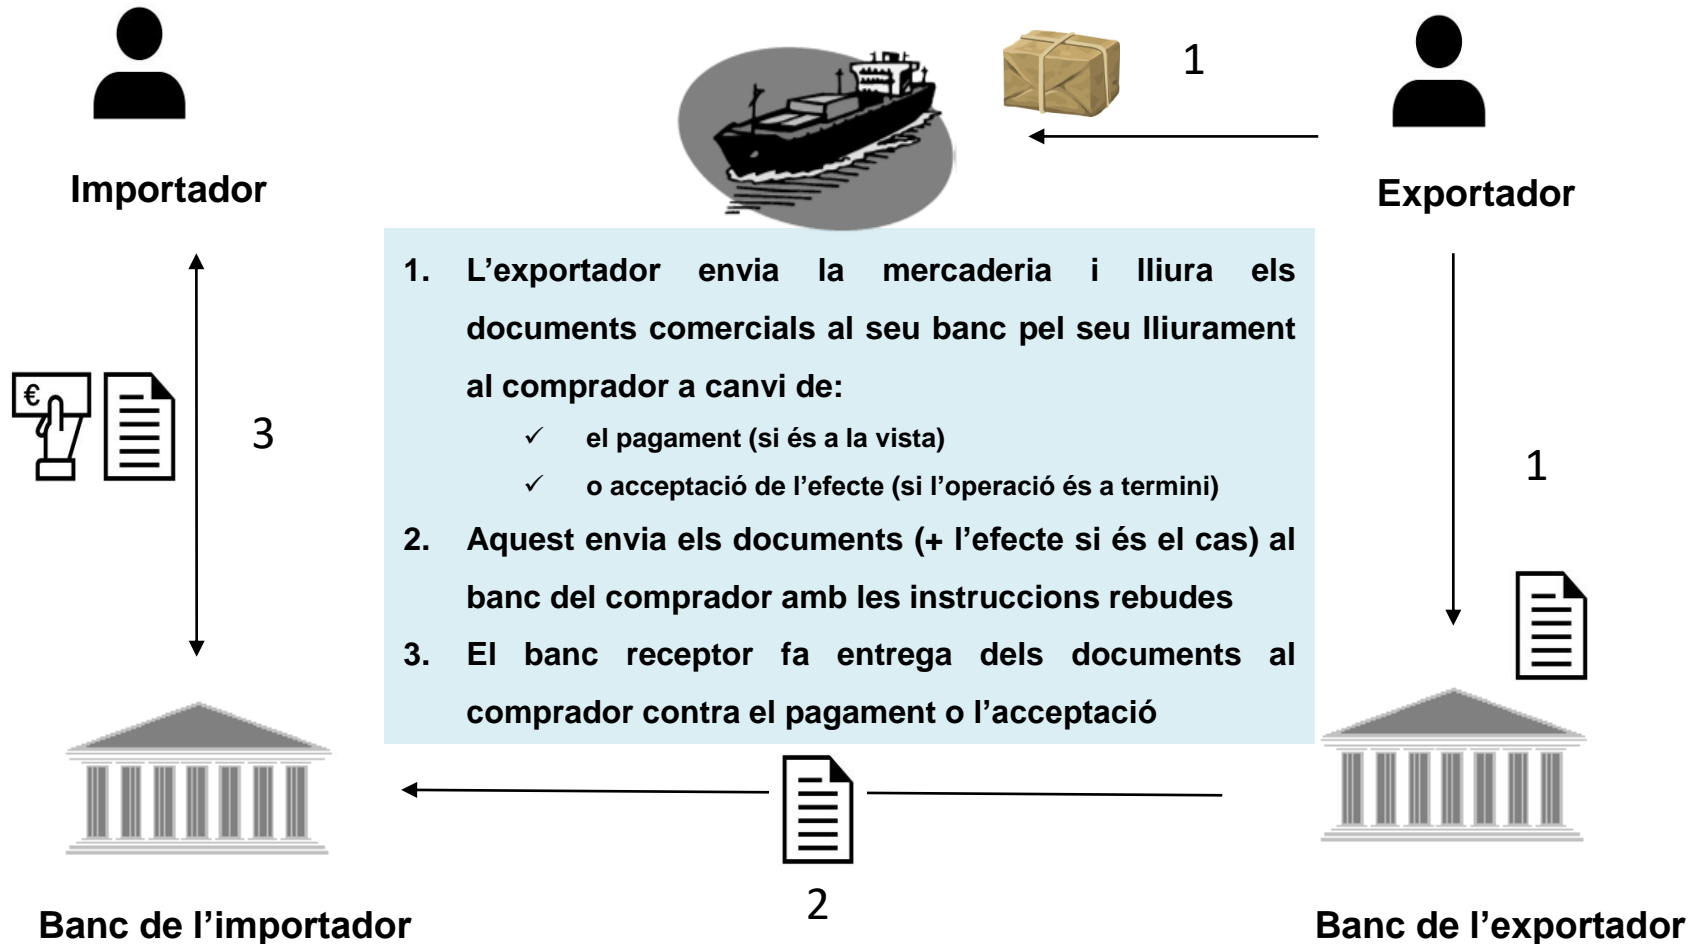 1
Importador
Exportador
1. L’exportador envia la mercaderia i lliura els
documents comercials al seu banc pel seu lliurament
al comprador a canvi de:
✓ el pagament (si és a la vista)
✓ o acceptació de l’efecte (si l’operació és a termini)
2. Aquest envia els documents (+ l’efecte si és el cas) al
banc del comprador amb les instruccions rebudes
3. El banc receptor fa entrega dels documents al
comprador contra el pagament o l’acceptació
€
3
1
2
Banc de l’importador
Banc de l’exportador